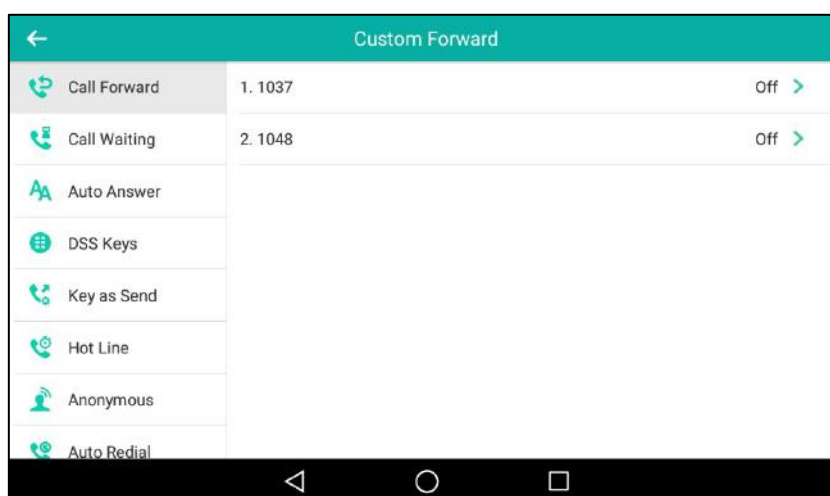 Custom Forward
Call Forward
1. 1037 Off
Call Waiting
2. 1048 Off
AA Auto Answer
DSS Keys
Key as Send
Hot Line
Anonymous
Auto Redial